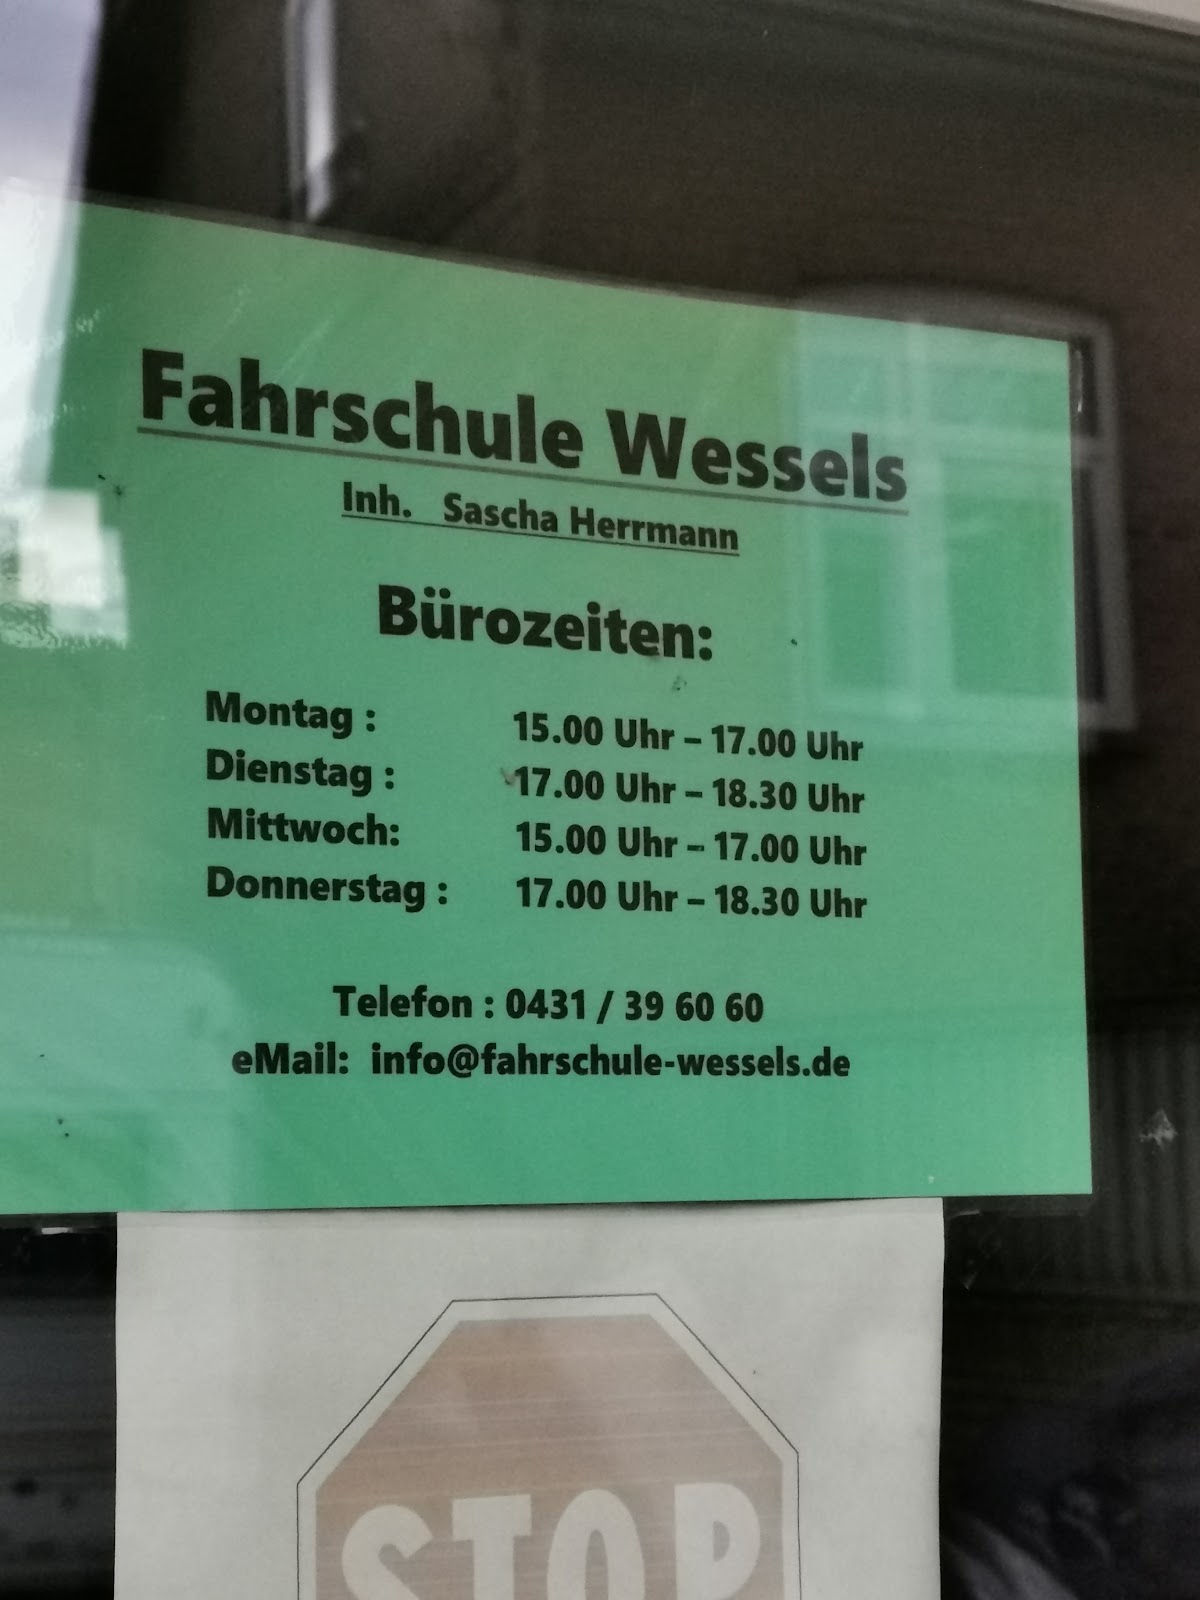 Fahrschule Wessels
Inh. Sascha Herrmann
Bürozeiten:
Montag : 15.00 Uhr – 17.00 Uhr
Dienstag : 17.00 Uhr – 18.30 Uhr
Mittwoch: 15.00 Uhr – 17.00 Uhr
Donnerstag : 17.00 Uhr – 18.30 Uhr
Telefon : 0431 / 39 60 60
eMail: info@fahrschule-wessels.de
STOP